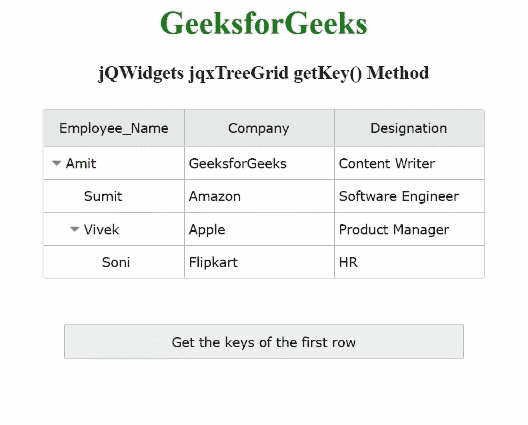 GeeksforGeeks
jQWidgets jqxTreeGrid getKey() Method
Employee_Name Company Designation
Amit GeeksforGeeks Content Writer
Sumit Amazon Software Engineer
Vivek Apple Product Manager
Soni Flipkart HR
Get the keys of the first row